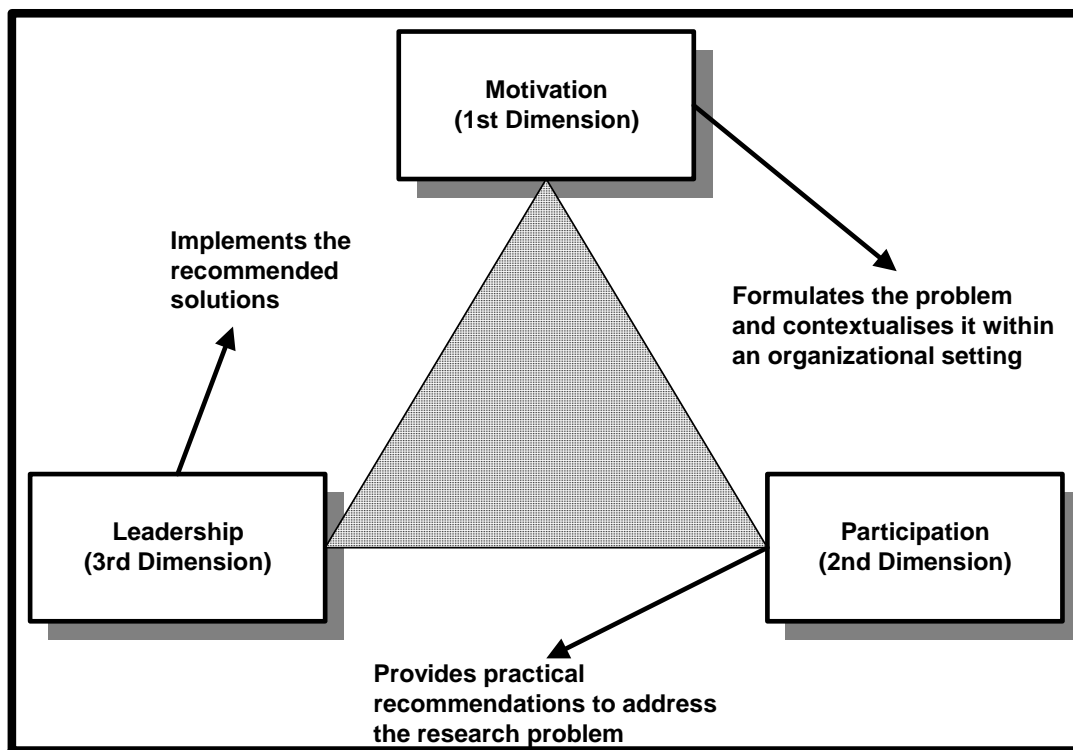 Motivation
(1st Dimension)
Implements the
recommended
solutions
Formulates the problem
and contextualises it within
an organizational setting
Leadership
(3rd Dimension)
Participation
(2nd Dimension)
Provides practical
recommendations to address
the research problem